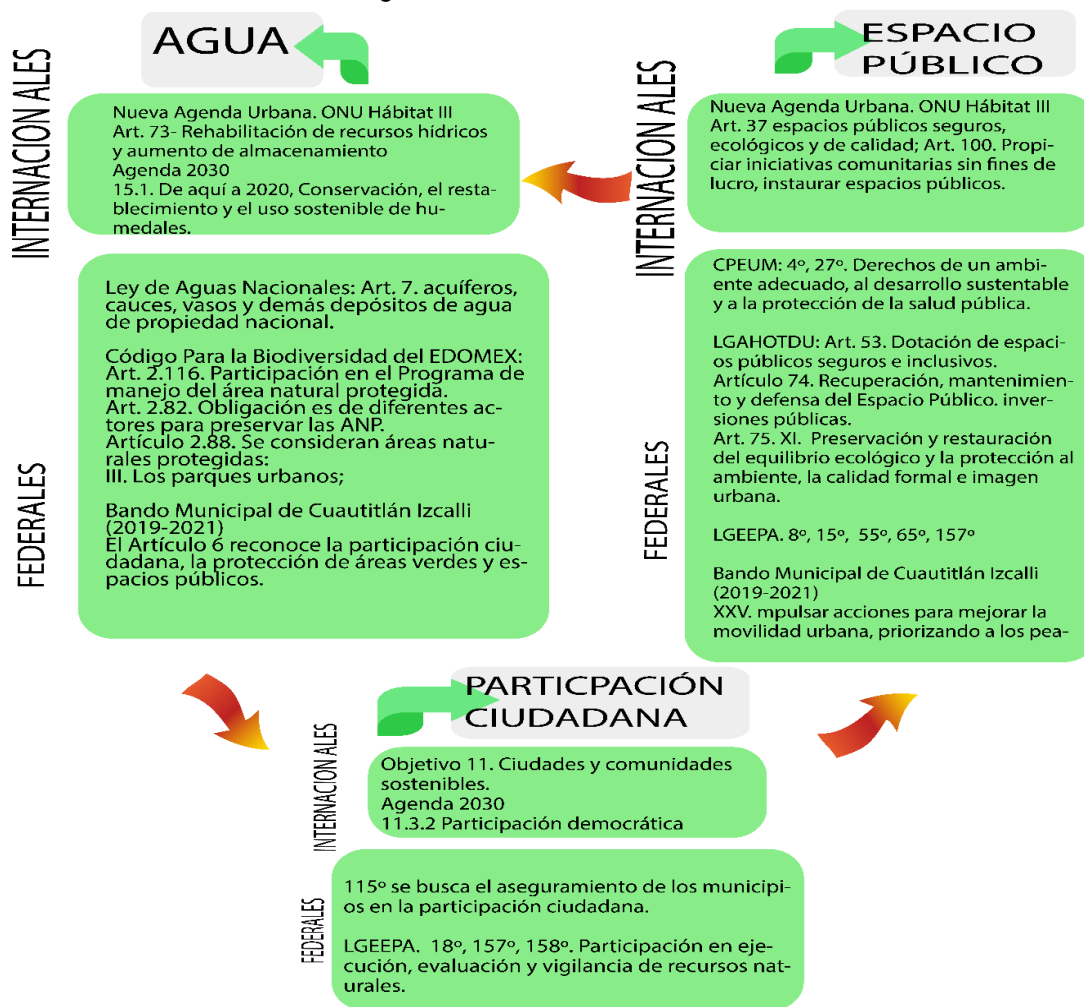 AGUA
INTERNACION ALES
Nueva Agenda Urbana. ONU Hábitat III
Art. 73- Rehabilitación de recursos hídricos
y aumento de almacenamiento
Agenda 2030
15.1. De aquí a 2020, Conservación, el resta-
blecimiento y el uso sostenible de hu-
medales.
FEDERALES
Ley de Aguas Nacionales: Art. 7. acuíferos,
cauces, vasos y demás depósitos de agua
de propiedad nacional.
Código Para la Biodiversidad del EDOMEX:
Art. 2.116. Participación en el Programa de
manejo del área natural protegida.
Art. 2.82. Obligación es de diferentes ac-
tores para preservar las ANP.
Artículo 2.88. Se consideran áreas natu-
rales protegidas:
III. Los parques urbanos;
Bando Municipal de Cuautitlán Izcalli
(2019-2021)
El Artículo 6 reconoce la participación ciu-
dadana, la protección de áreas verdes y es-
pacios públicos.
ESPACIO
PÚBLICO
INTERNACION ALES
Nueva Agenda Urbana. ONU Hábitat III
Art. 37 espacios públicos seguros,
ecológicos y de calidad; Art. 100. Propi-
ciar iniciativas comunitarias sin fines de
lucro, instaurar espacios públicos.
FEDERALES
CPEUM: 4º, 27º. Derechos de un ambi-
ente adecuado, al desarrollo sustentable
y a la protección de la salud pública.
LGAHOTDU: Art. 53. Dotación de espaci-
os públicos seguros e inclusivos.
Artículo 74. Recuperación, mantenimien-
to y defensa del Espacio Público. inver-
siones públicas.
Art. 75. XI. Preservación y restauración
del equilibrio ecológico y la protección al
ambiente, la calidad formal e imagen
urbana.
LGEEPA. 8º, 15º, 55º, 65º, 157º
Bando Municipal de Cuautitlán Izcalli
(2019-2021)
XXV. mpulsar acciones para mejorar la
movilidad urbana, priorizando a los pea-
PARTICPACIÓN
CIUDADANA
INTERNACION ALES
Objetivo 11. Ciudades y comunidades
sostenibles.
Agenda 2030
11.3.2 Participación democrática
FEDERALES
115º se busca el aseguramiento de los municipi-
os en la participación ciudadana.
LGEEPA. 18º, 157º, 158º. Participación en eje-
cución, evaluación y vigilancia de recursos nat-
urales.